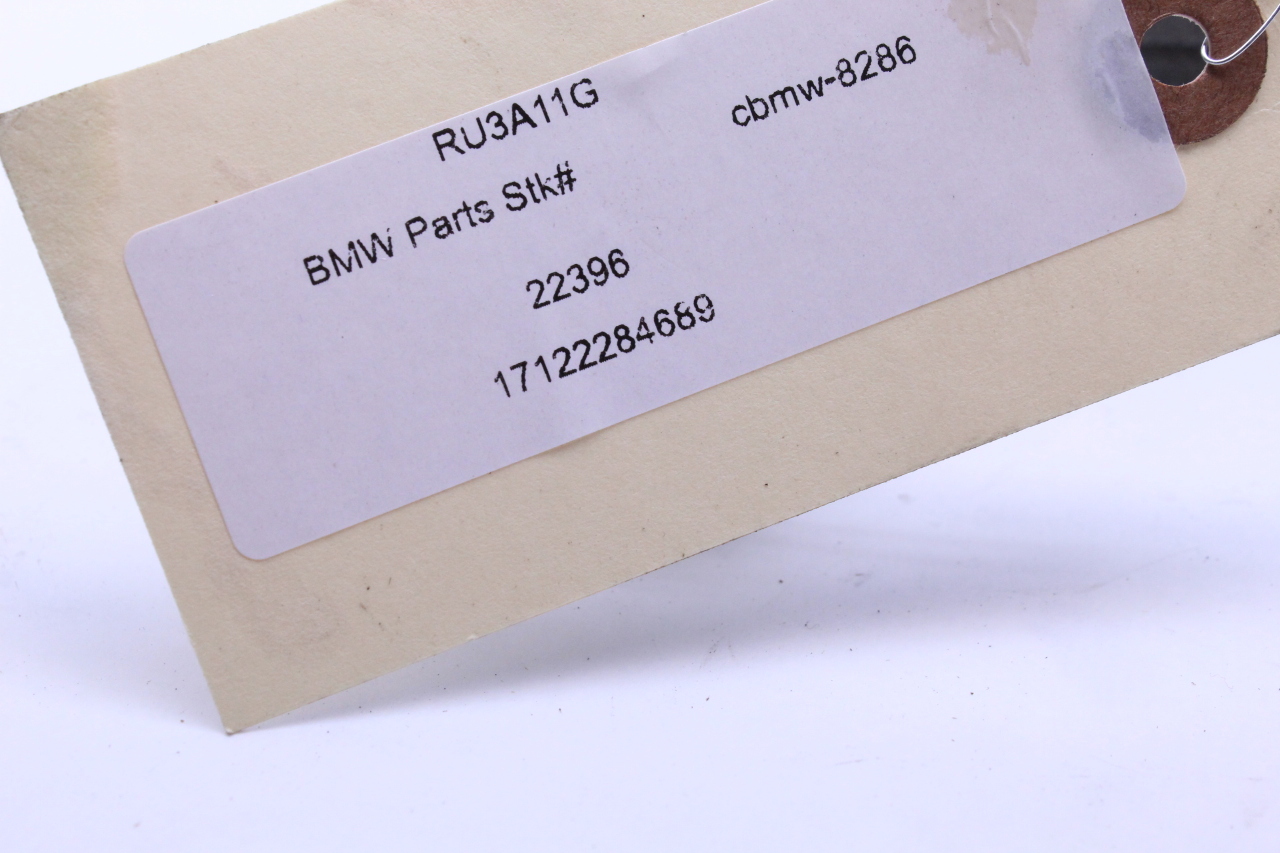 RU3A11G
cbmw-8286
BMW Parts Stk#
22396
17122284689